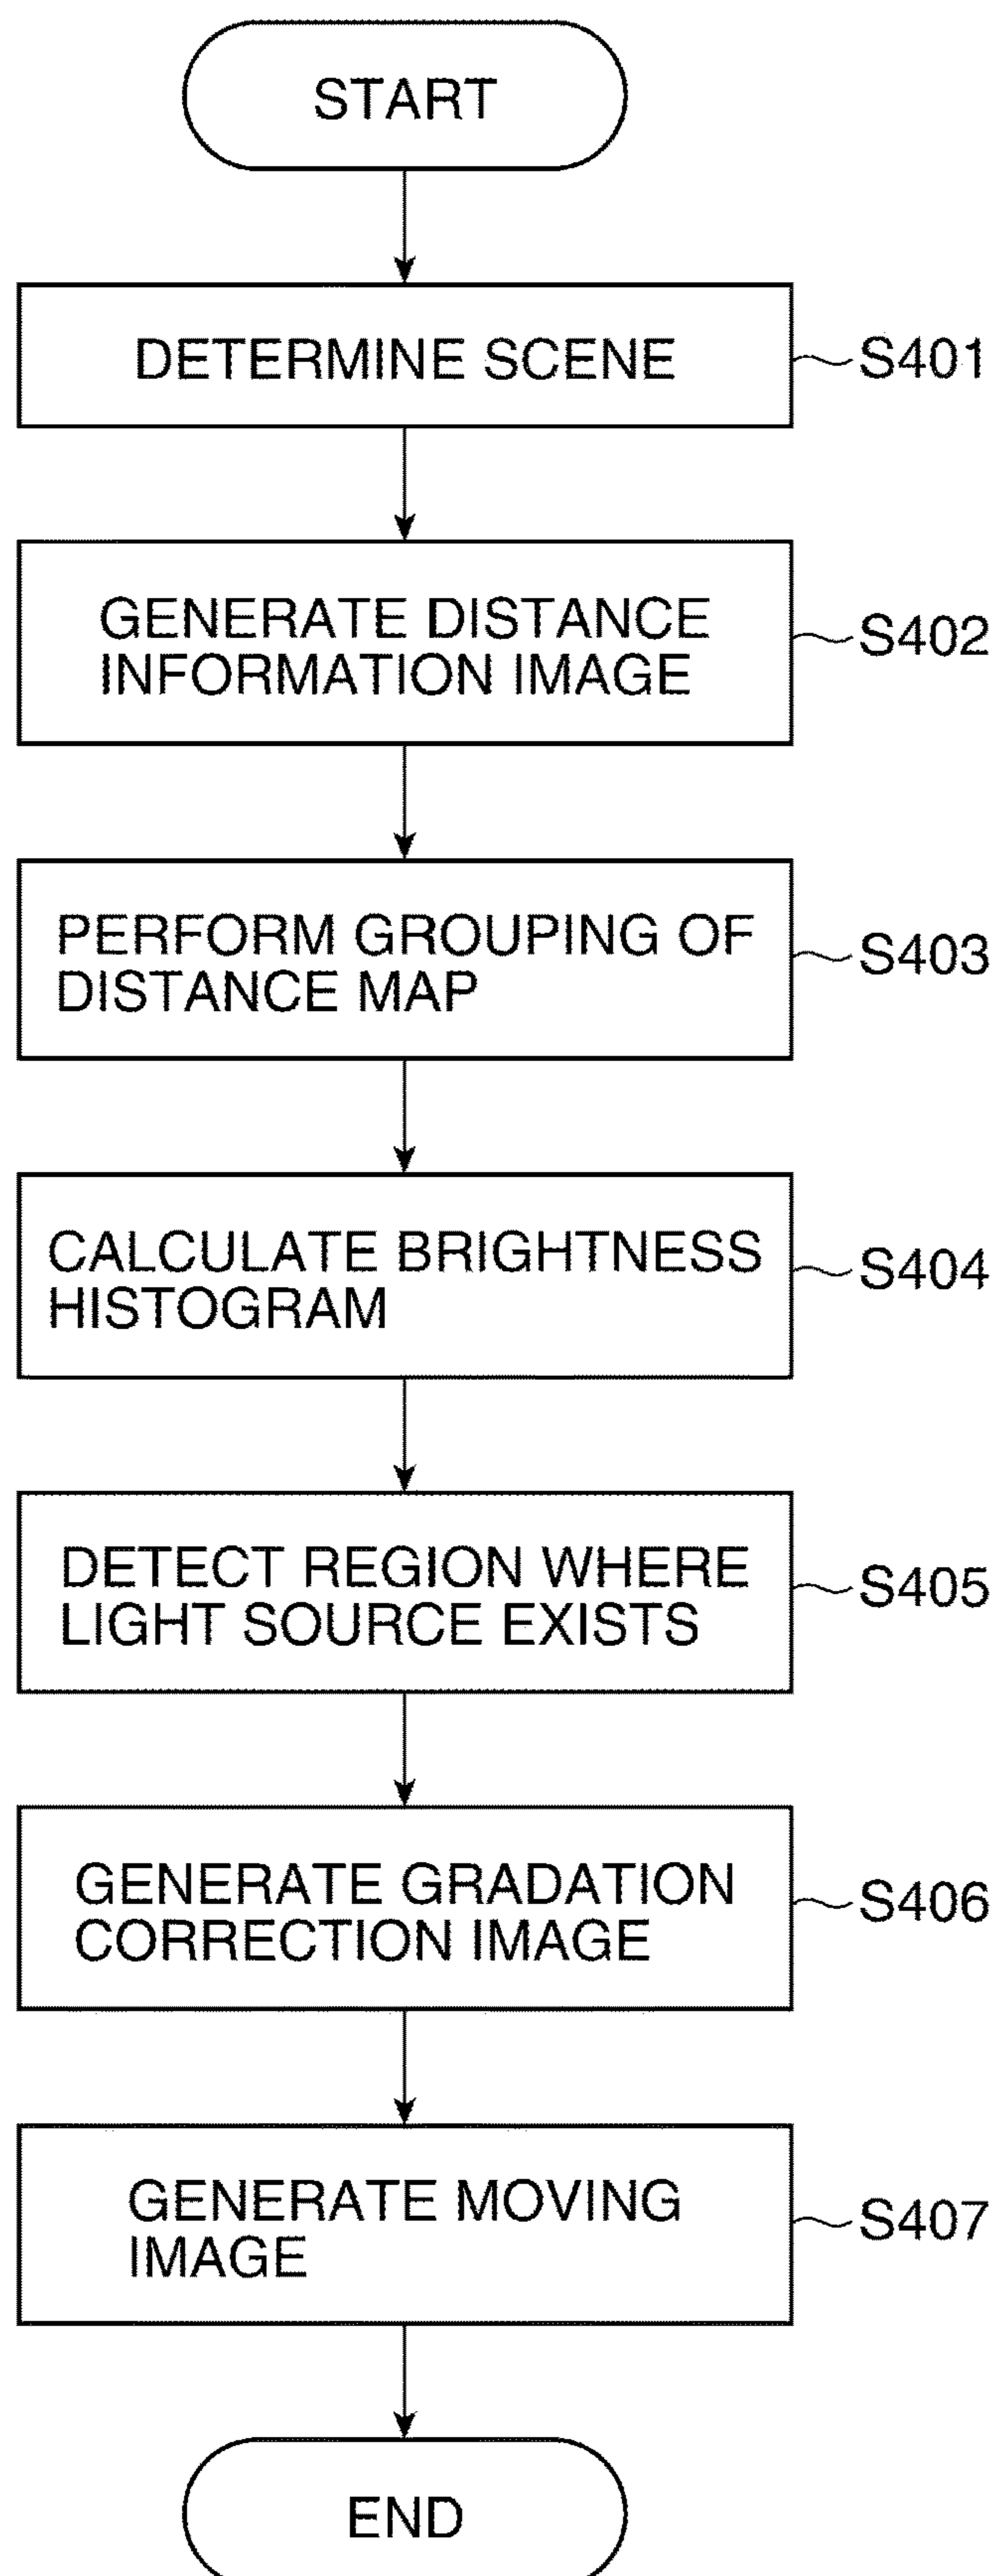 START
DETERMINE SCENE
S401
GENERATE DISTANCE
INFORMATION IMAGE
S402
PERFORM GROUPING OF
DISTANCE MAP
S403
CALCULATE BRIGHTNESS
HISTOGRAM
S404
DETECT REGION WHERE
LIGHT SOURCE EXISTS
S405
GENERATE GRADATION
CORRECTION IMAGE
S406
GENERATE MOVING
IMAGE
S407
END